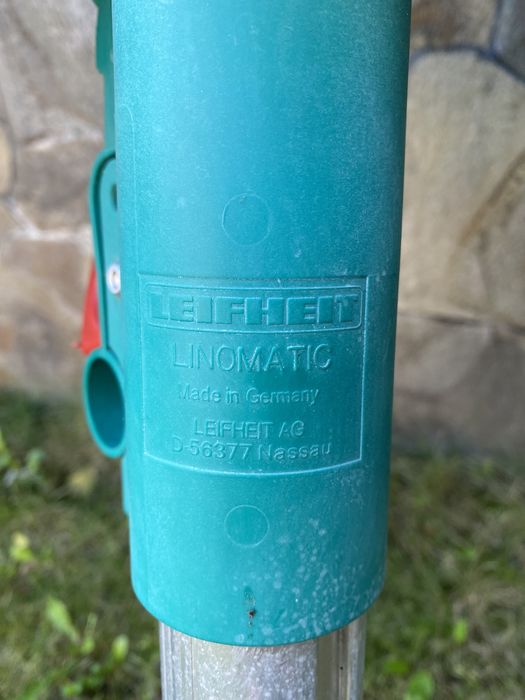 LEIFHEIT
LINOMATIC
Made in Germany
LEIFHEIT AG
D-56377 Nassau